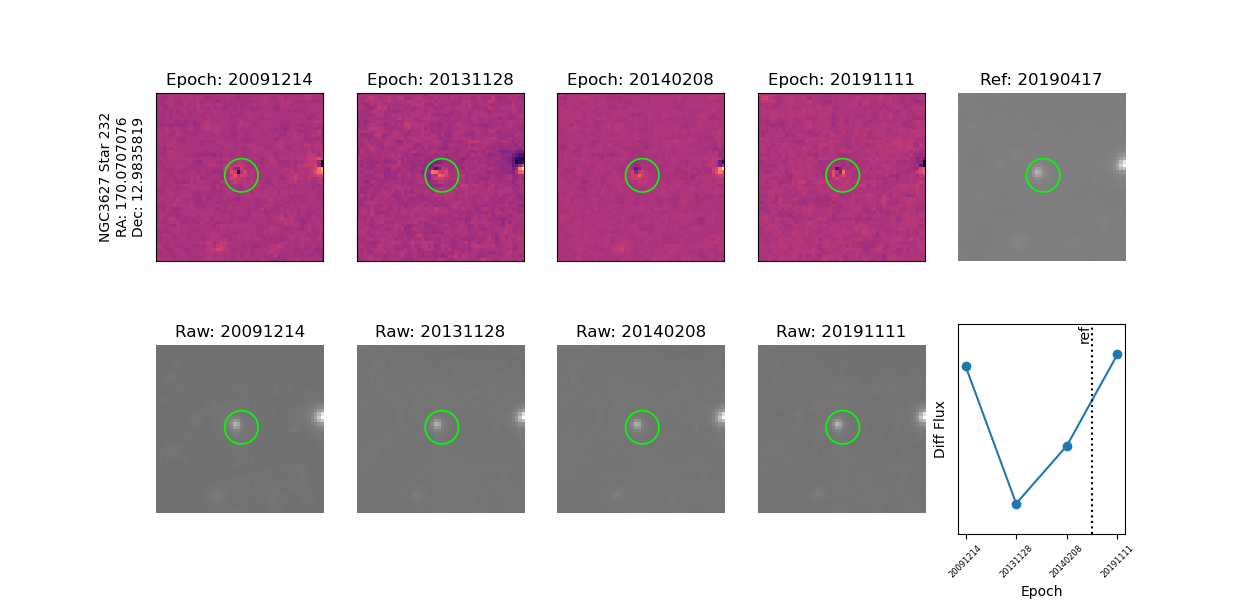 NGC3627 Star 232
RA: 170.0707076
Dec: 12.9835819
Epoch: 20091214
Epoch: 20131128
Epoch: 20140208
Epoch: 20191111
Ref: 20190417
Raw: 20091214
Raw: 20131128
Raw: 20140208
Raw: 20191111
ref
Diff Flux
20091214
20131128
20140208
20191111
Epoch